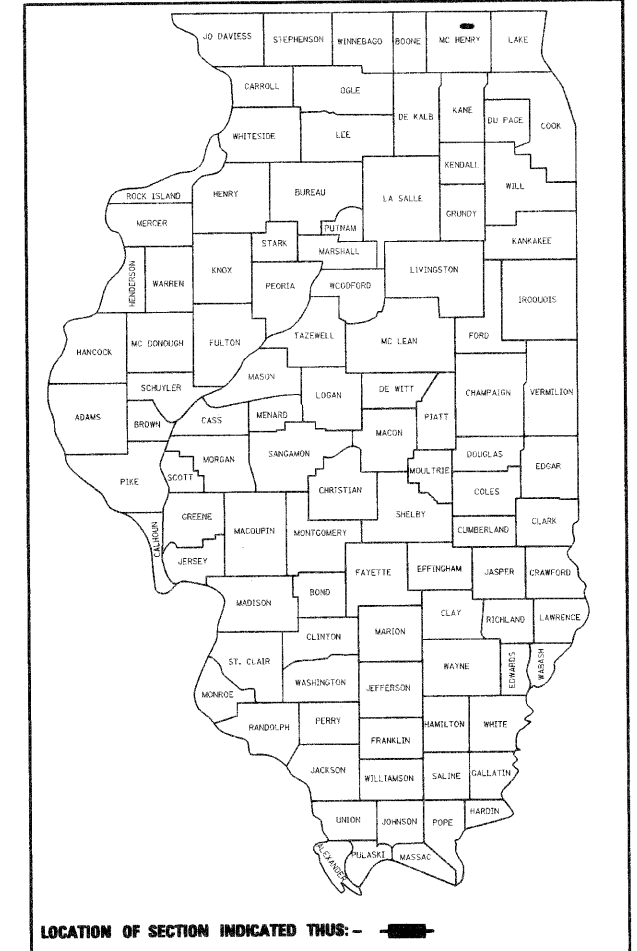 JO DAVIESS STEPHENSON WINNEBAGO BOONE MC HENRY LAKE
CARROLL OGLE DE KALB KANE DU PAGE COOK
WHITESIDE LEE
KENDALL WILL
ROCK ISLAND HENRY BUREAU LA SALLE GRUNDY
MERCER PUTNAM
STARK MARSHALL KANKAKEE
HENDERSON WARREN KNOX PEORIA WOODFORD LIVINGSTON IROQUOIS
HANCOCK MC DONOUGH FULTON TAZEWELL MC LEAN FORD
SCHUYLER MASON LOGAN DE WITT CHAMPAIGN VERMILION
ADAMS BROWN CASS MENARD PIATT
MACON
MORGAN SANGAMON DOUGLAS EDGAR
PIKE SCOTT CHRISTIAN MOULTRIE COLES
GREENE MACOUPIN MONTGOMERY SHELBY CUMBERLAND CLARK
CALHOUN JERSEY
FAYETTE EFFINGHAM JASPER CRAWFORD
MADISON BOND
CLAY RICHLAND LAWRENCE
CLINTON MARION
ST. CLAIR WAYNE EDWARDS WABASH
MONROE WASHINGTON JEFFERSON
RANDOLPH PERRY HAMILTON WHITE
FRANKLIN
JACKSON WILLIAMSON SALINE GALLATIN
UNION JOHNSON POPE HARDIN
ALEXANDER PULASKI MASSAC
LOCATION OF SECTION INDICATED THUS:-